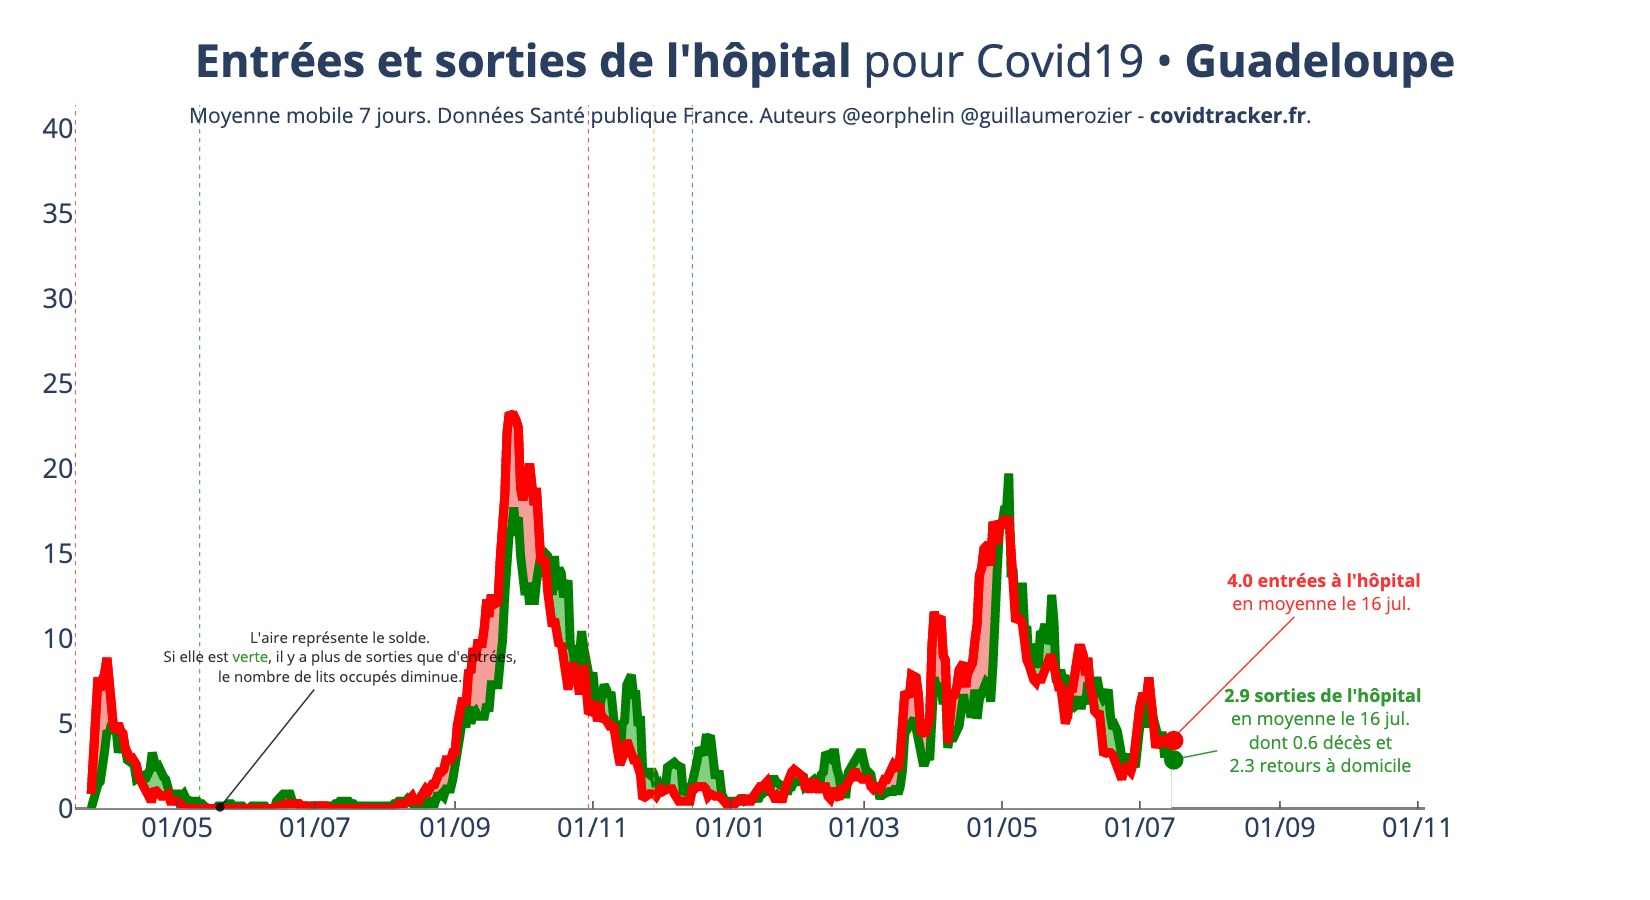 Entrées et sorties de l'hôpital pour Covid19 • Guadeloupe
Moyenne mobile 7 jours. Données Santé publique France. Auteurs @eorphelin @guillaumerozier - covidtracker.fr.
40
35
30
25
20
15
10
5
0
L'aire représente le solde.
Si elle est verte, il y a plus de sorties que d'entrées,
le nombre de lits occupés diminue.
4.0 entrées à l'hôpital
en moyenne le 16 jul.
2.9 sorties de l'hôpital
en moyenne le 16 jul.
dont 0.6 décès et
2.3 retours à domicile
01/05 01/07 01/09 01/11 01/01 01/03 01/05 01/07 01/09 01/11